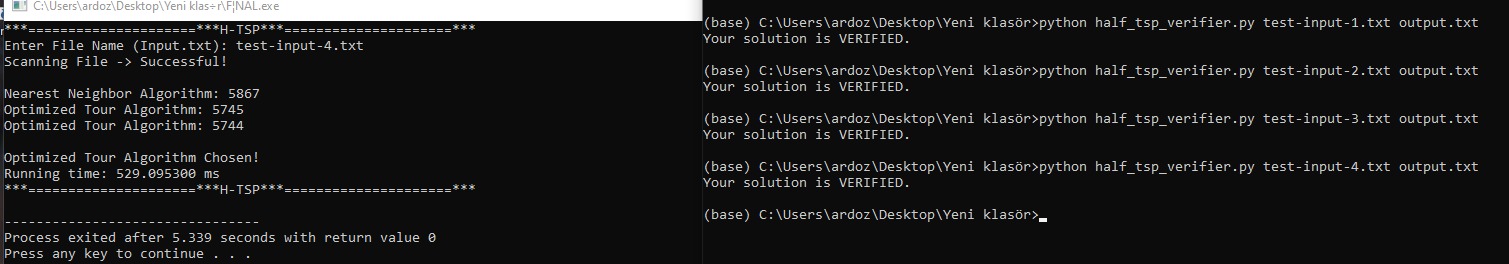 C:\Users\ardoz\Desktop\Yeni klas÷r\F¦NAL.exe
***=====================***H-TSP***=====================***
Enter File Name (Input.txt): test-input-4.txt
Scanning File -> Successful!
Nearest Neighbor Algorithm: 5867
Optimized Tour Algorithm: 5745
Optimized Tour Algorithm: 5744
Optimized Tour Algorithm Chosen!
Running time: 529.095300 ms
***=====================***H-TSP***=====================***
--------------------------------
Process exited after 5.339 seconds with return value 0
Press any key to continue . . .
(base) C:\Users\ardoz\Desktop\Yeni klasör>python half_tsp_verifier.py test-input-1.txt output.txt
Your solution is VERIFIED.
(base) C:\Users\ardoz\Desktop\Yeni klasör>python half_tsp_verifier.py test-input-2.txt output.txt
Your solution is VERIFIED.
(base) C:\Users\ardoz\Desktop\Yeni klasör>python half_tsp_verifier.py test-input-3.txt output.txt
Your solution is VERIFIED.
(base) C:\Users\ardoz\Desktop\Yeni klasör>python half_tsp_verifier.py test-input-4.txt output.txt
Your solution is VERIFIED.
(base) C:\Users\ardoz\Desktop\Yeni klasör>